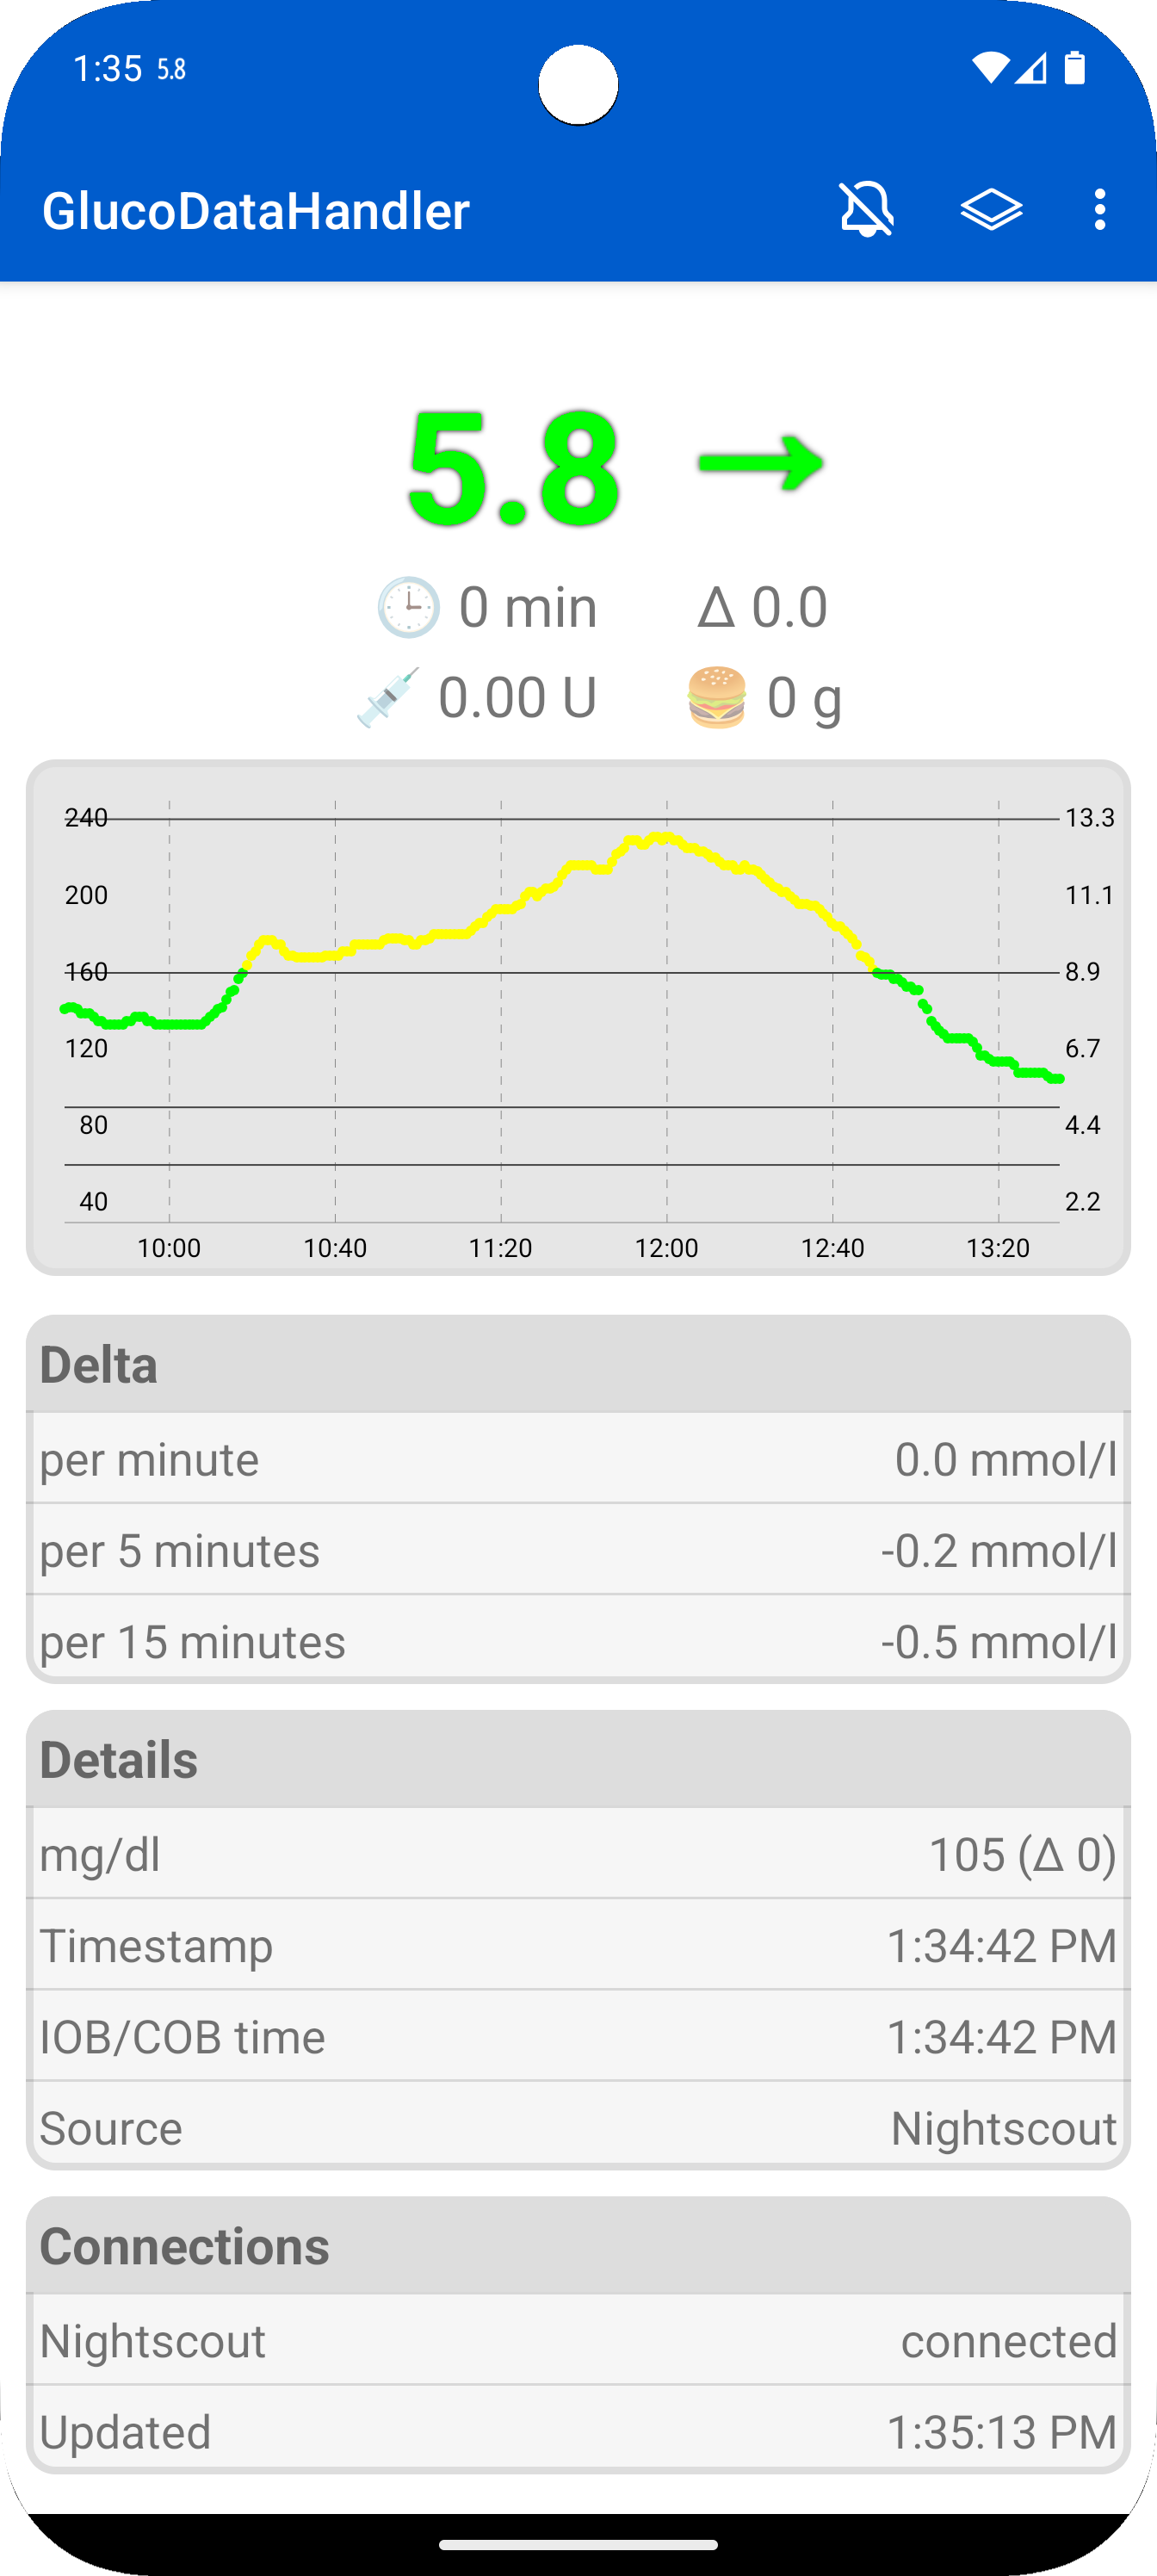 1:35 5.8
GlucoDataHandler
5.8 →
0 min Δ 0.0
0.00 U 0 g
240 13.3
200 11.1
160 8.9
120 6.7
80 4.4
40 2.2
10:00 10:40 11:20 12:00 12:40 13:20
Delta
per minute 0.0 mmol/l
per 5 minutes -0.2 mmol/l
per 15 minutes -0.5 mmol/l
Details
mg/dl 105 (Δ 0)
Timestamp 1:34:42 PM
IOB/COB time 1:34:42 PM
Source Nightscout
Connections
Nightscout connected
Updated 1:35:13 PM